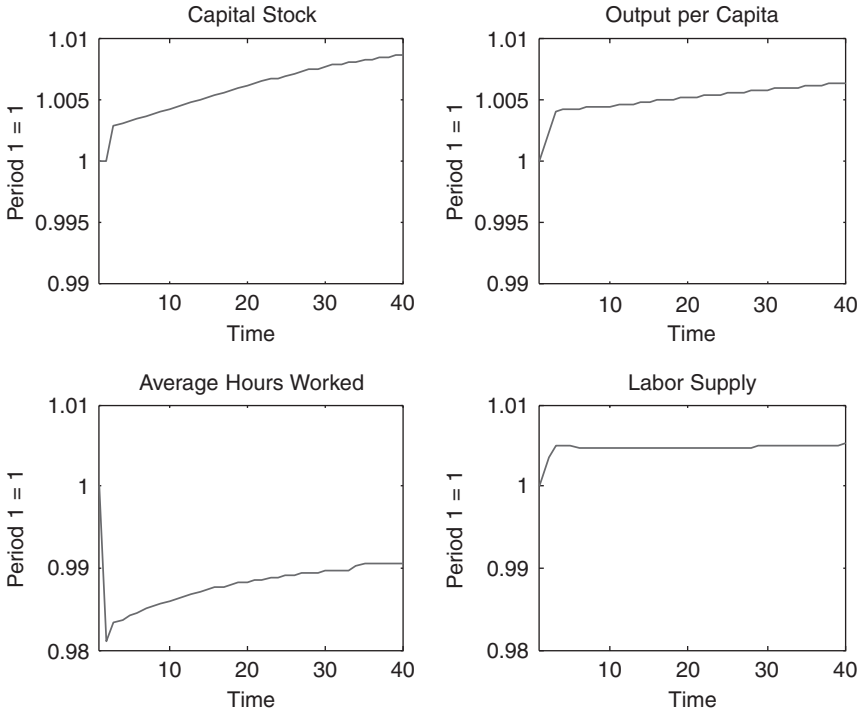 Capital Stock
1.01
1.005
1
0.995
0.99
Period 1 = 1
10 20 30 40
Time
Output per Capita
1.01
1.005
1
0.995
0.99
Period 1 = 1
10 20 30 40
Time
Average Hours Worked
1.01
1
0.99
0.98
Period 1 = 1
10 20 30 40
Time
Labor Supply
1.01
1
0.99
0.98
Period 1 = 1
10 20 30 40
Time